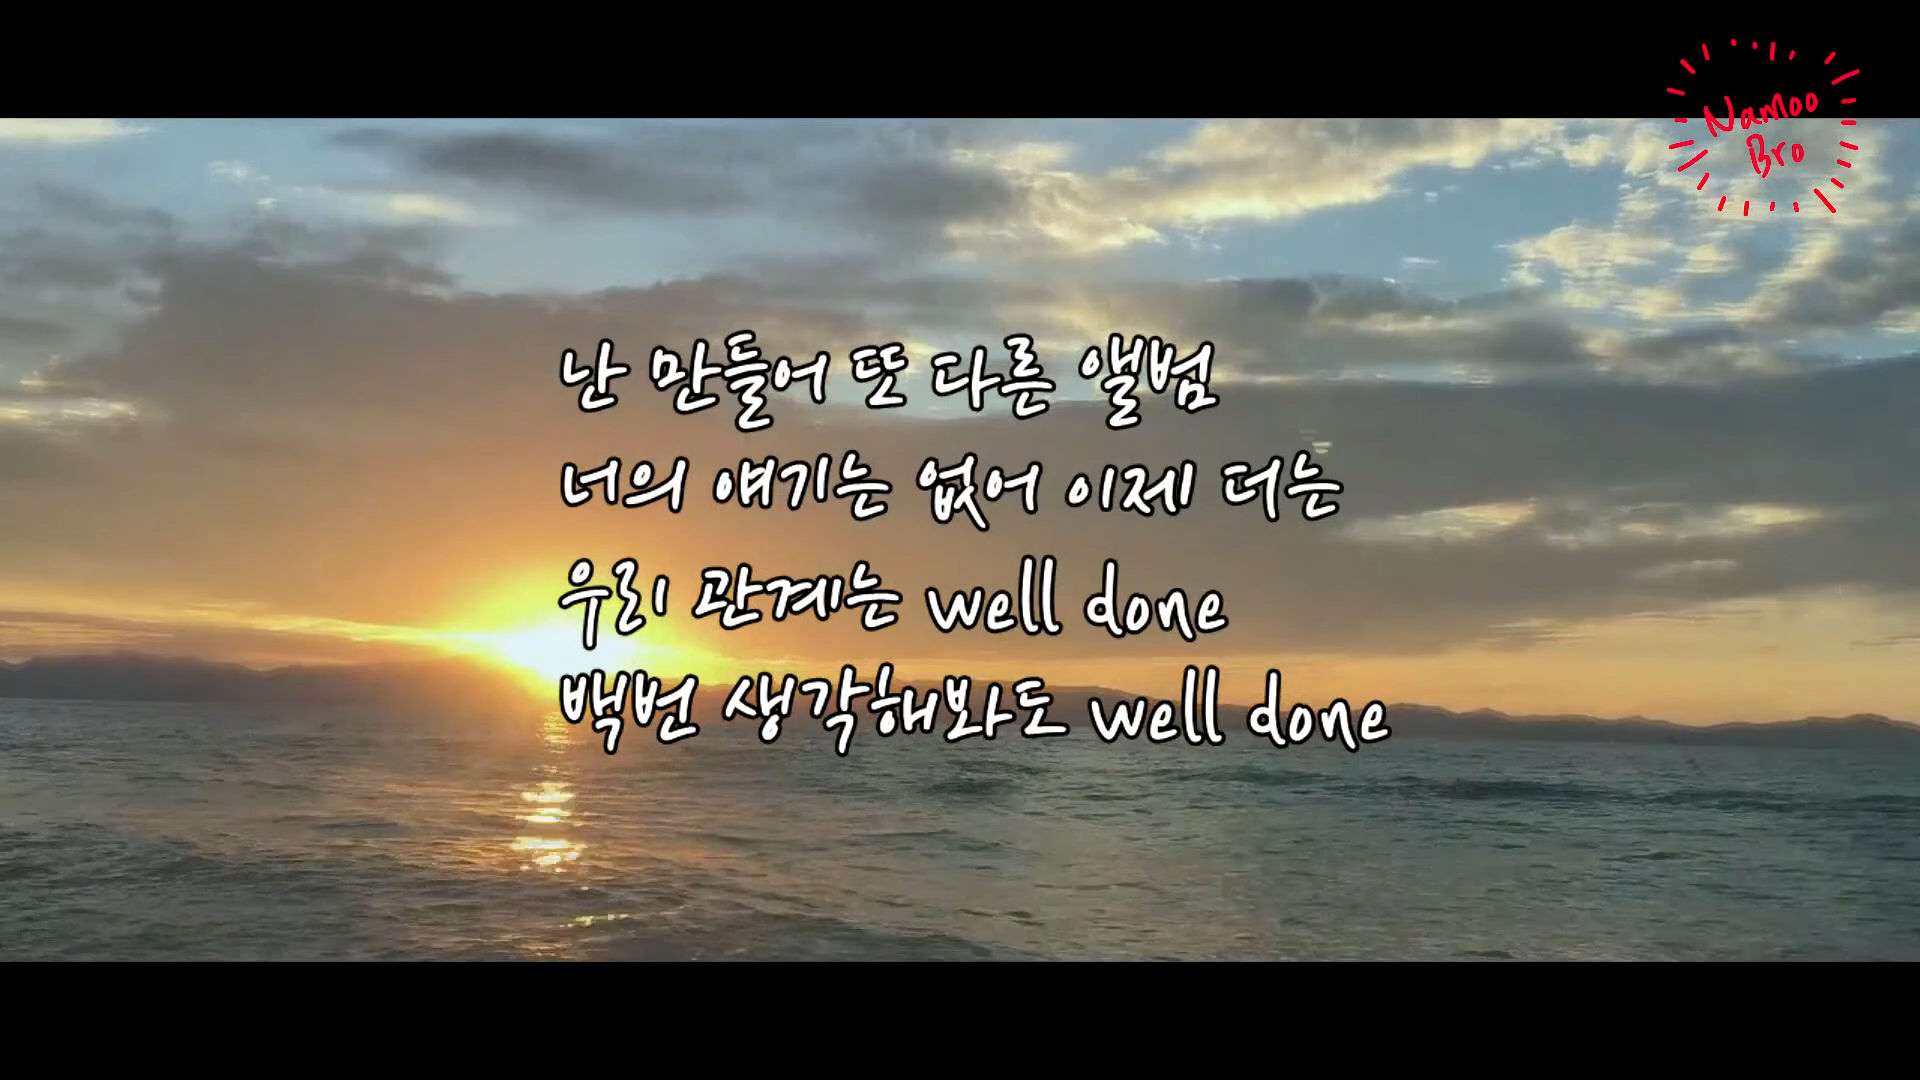 Namoo
Bro
난 만들어 또 다른 앨범
너의 얘기는 없어 이제 더는
우리 관계는 well done
백번 생각해봐도 well done